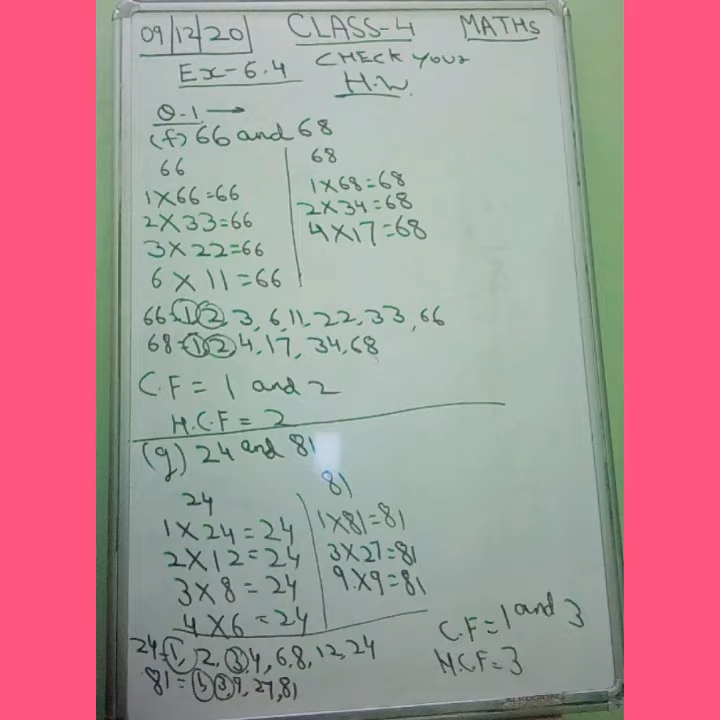 09/12/20 CLASS-4 MATHS
Ex-6.4 CHECK YOUR
H.W.
Q.1 →
(f) 66 and 68
66
1×66=66
2×33=66
3×22=66
6×11=66
68
1×68=68
2×34=68
4×17=68
66=1,2,3,6,11,22,33,66
68=1,2,4,17,34,68
C.F= 1 and 2
H.C.F= 2
(g) 24 and 81
24
1×24=24
2×12=24
3×8=24
4×6=24
81
1×81=81
3×27=81
9×9=81
24=1,2,3,4,6,8,12,24
81=1,3,9,27,81
C.F=1 and 3
H.C.F=3